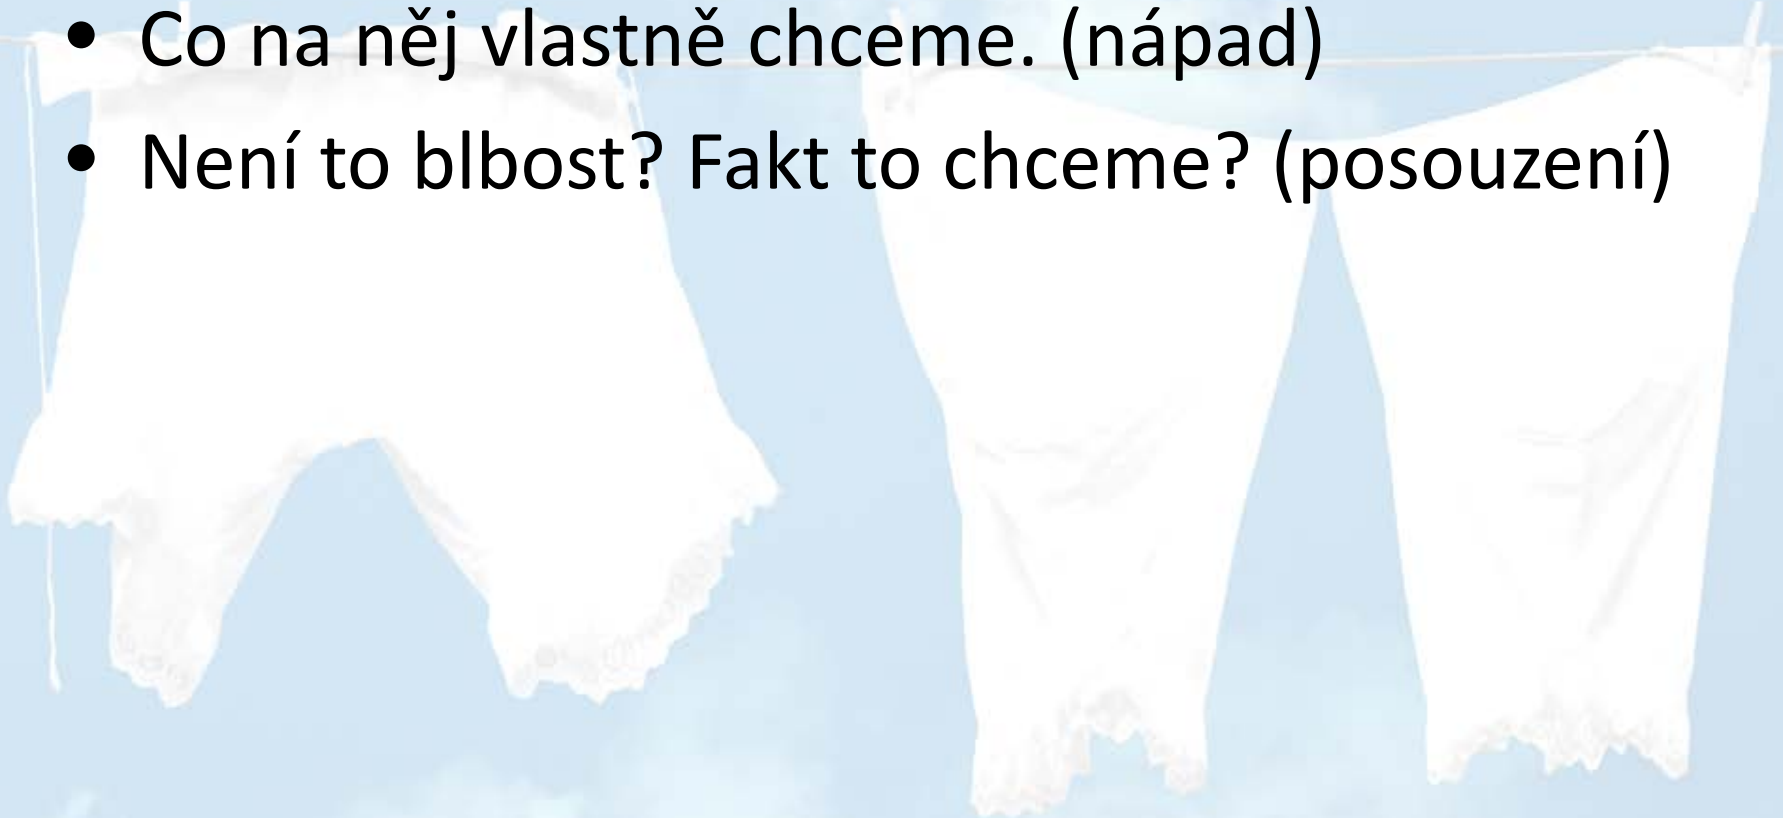 • Co na něj vlastně chceme. (nápad)
• Není to blbost? Fakt to chceme? (posouzení)